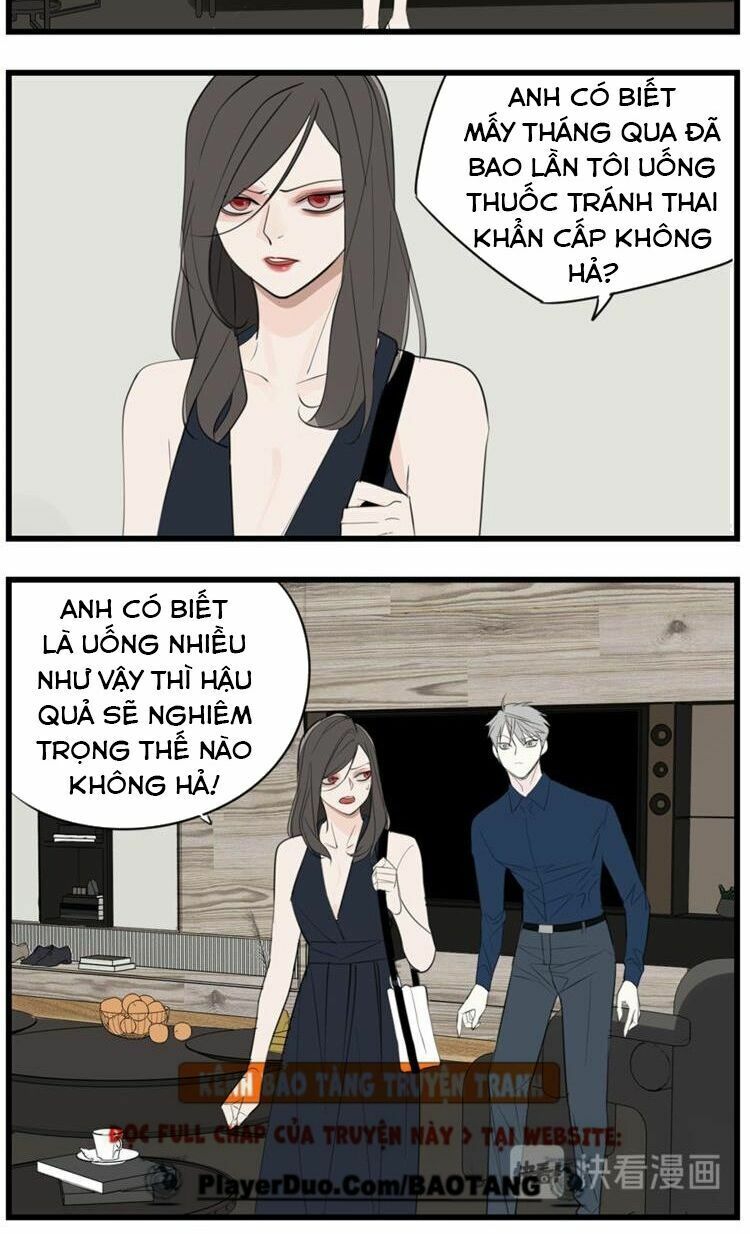 ANH CÓ BIẾT
MẤY THÁNG QUA ĐÃ
BAO LẦN TÔI UỐNG
THUỐC TRÁNH THAI
KHẨN CẤP KHÔNG
HẢ?
ANH CÓ BIẾT
LÀ UỐNG NHIỀU
NHƯ VẬY THÌ HẬU
QUẢ SẼ NGHIÊM
TRỌNG THẾ NÀO
KHÔNG HẢ!
KÊNH BẢO TÀNG TRUYỆN TRANH
ĐỌC FULL CHAP CỦA TRUYỆN NÀY > TẠI WEBSITE:
PLAYERDUO.COM/BAOTANG
快看漫画